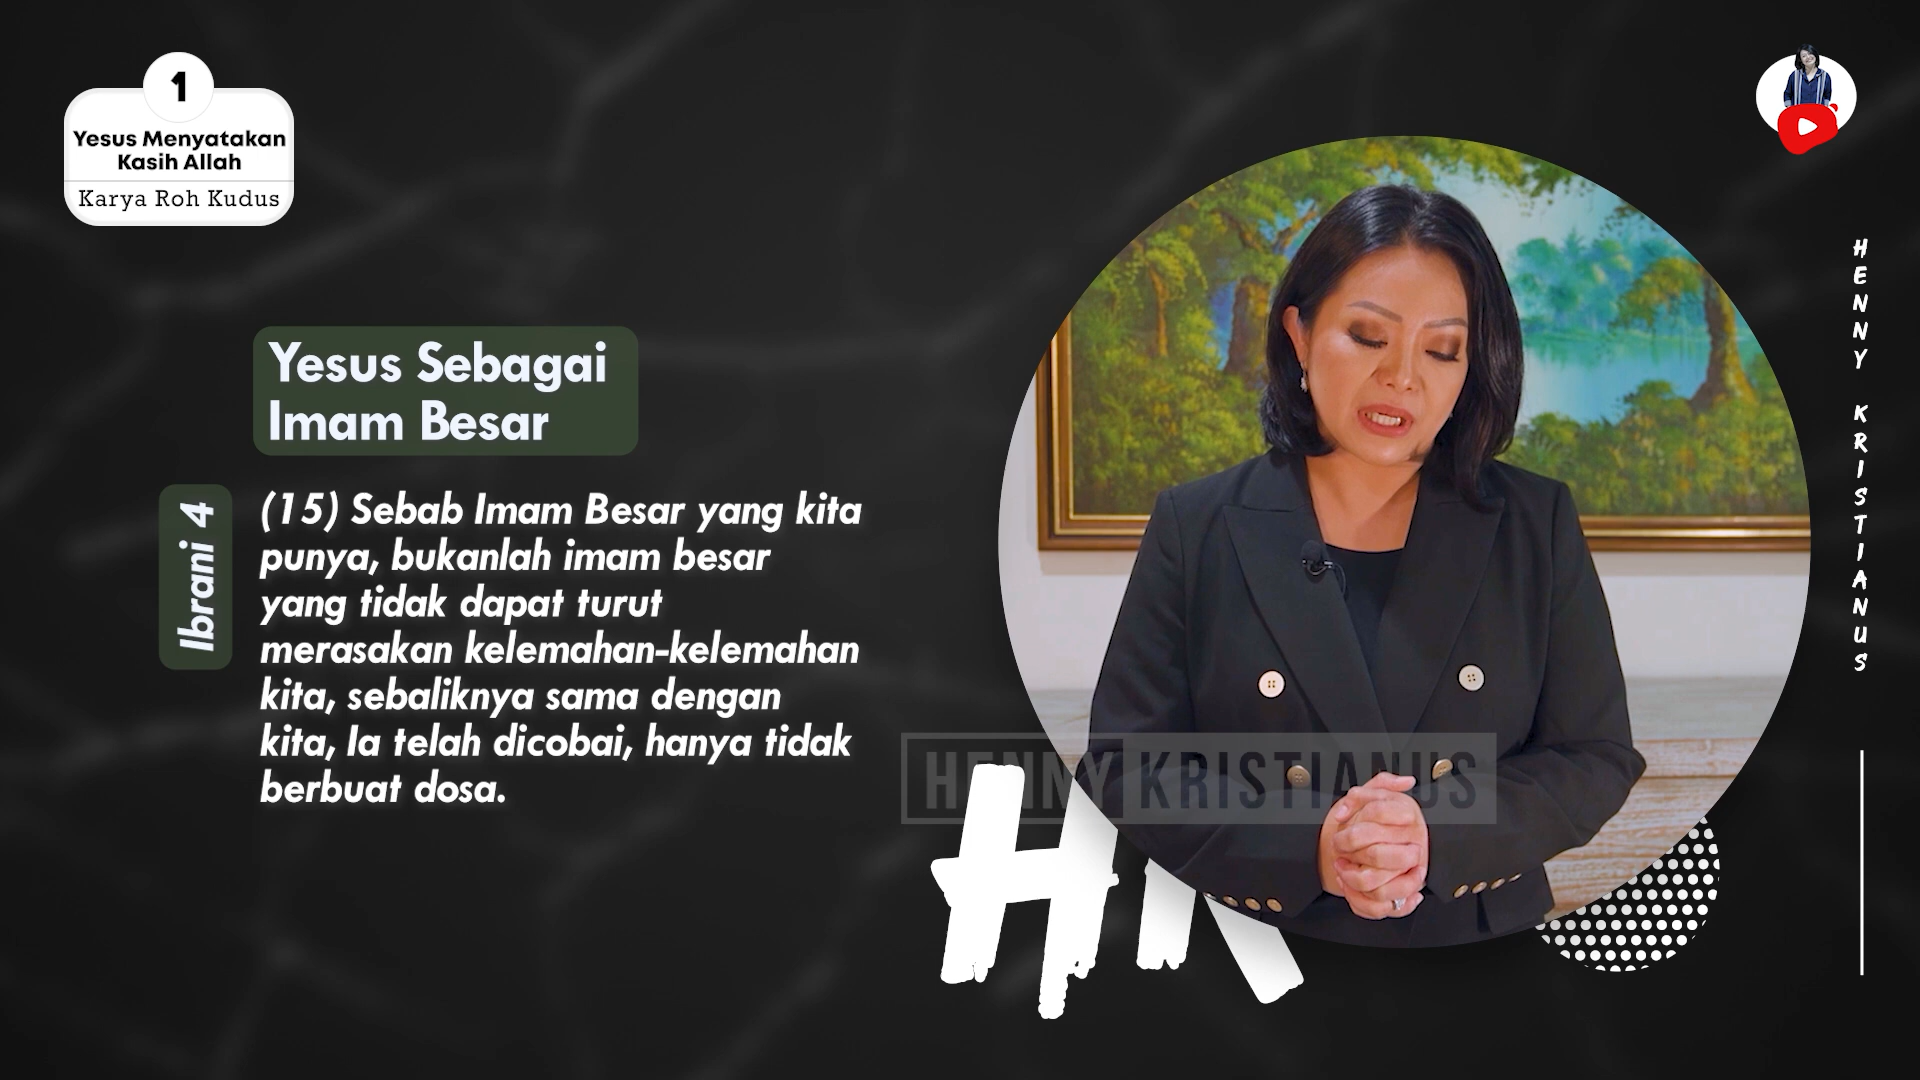 1
Yesus Menyatakan
Kasih Allah
Karya Roh Kudus
Yesus Sebagai
Imam Besar
Ibrani 4
(15) Sebab Imam Besar yang kita
punya, bukanlah imam besar
yang tidak dapat turut
merasakan kelemahan-kelemahan
kita, sebaliknya sama dengan
kita, Ia telah dicobai, hanya tidak
berbuat dosa.
HENNY KRISTIANUS
HK
HENNY KRISTIANUS